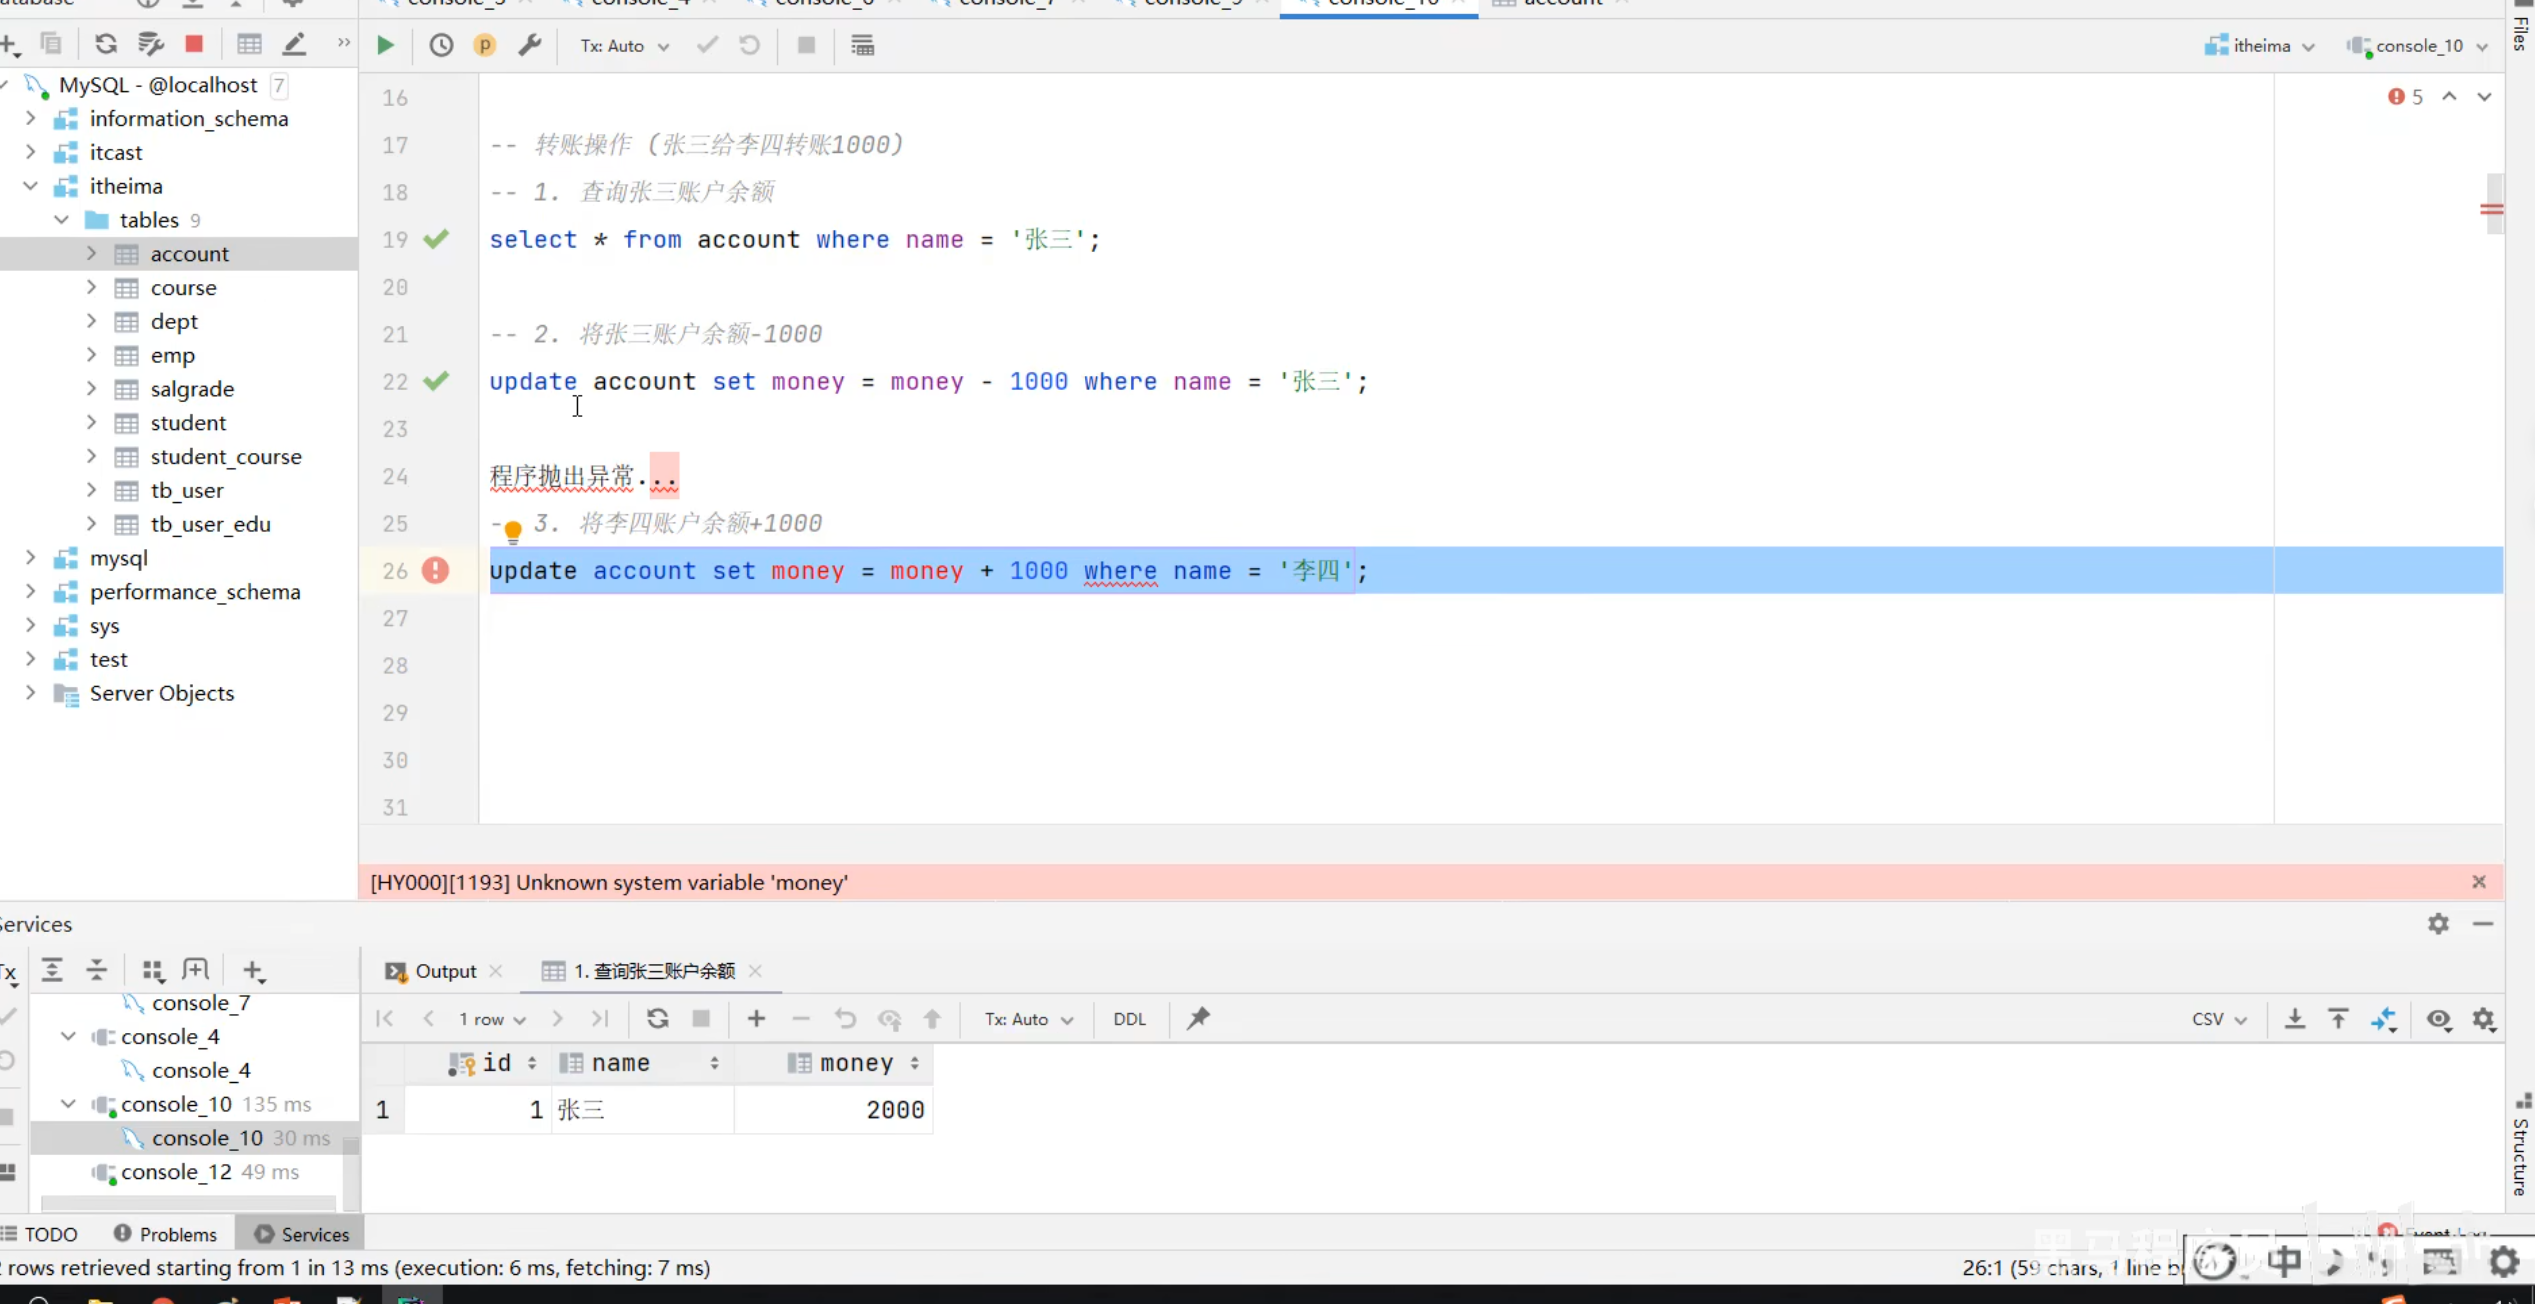 console_7
console_9
account
Tx: Auto
itheima
console_10
Files
MySQL - @localhost 7
information_schema
itcast
itheima
tables 9
account
course
dept
emp
salgrade
student
student_course
tb_user
tb_user_edu
mysql
performance_schema
sys
test
Server Objects
5
16
17 -- 转账操作 (张三给李四转账1000)
18 -- 1. 查询张三账户余额
19 select * from account where name = '张三';
20
21 -- 2. 将张三账户余额-1000
22 update account set money = money - 1000 where name = '张三';
23
24 程序抛出异常...
25 - 3. 将李四账户余额+1000
26 update account set money = money + 1000 where name = '李四';
27
28
29
30
31
[HY000][1193] Unknown system variable 'money'
Services
Tx
console_7
console_4
console_4
console_10 135 ms
console_10 30 ms
console_12 49 ms
Output
1. 查询张三账户余额
1 row
Tx: Auto
DDL
CSV
id name money
1 1 张三 2000
Structure
TODO
Problems
Services
rows retrieved starting from 1 in 13 ms (execution: 6 ms, fetching: 7 ms)
26:1 (59 chars, 1 line
中